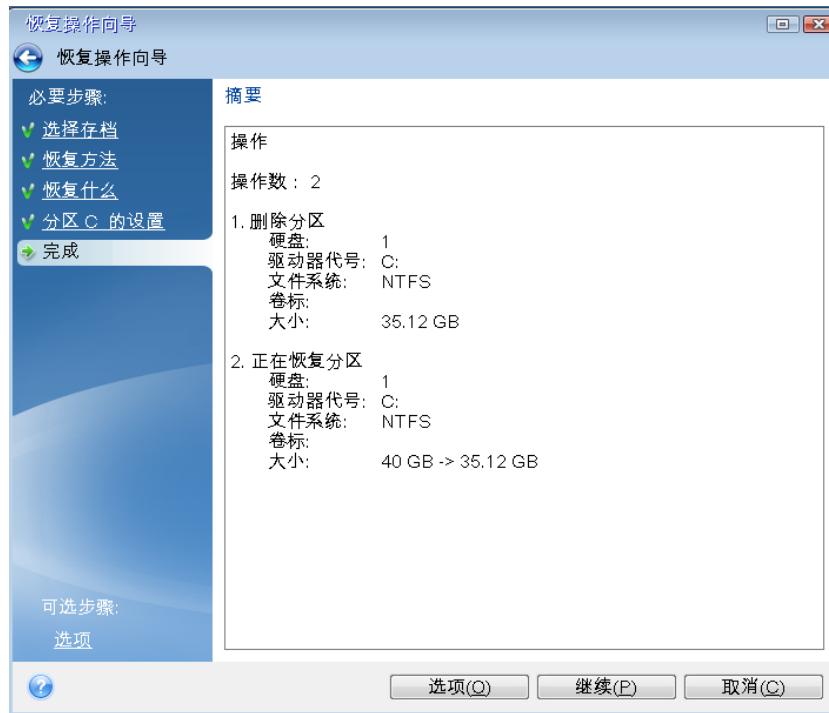 恢复操作向导
恢复操作向导
必要步骤:
选择存档
恢复方法
恢复什么
分区 C 的设置
完成
可选步骤:
选项
摘要
操作
操作数： 2
1. 删除分区
硬盘: 1
驱动器代号: C:
文件系统: NTFS
卷标:
大小: 35.12 GB
2. 正在恢复分区
硬盘: 1
驱动器代号: C:
文件系统: NTFS
卷标:
大小: 40 GB -> 35.12 GB
选项(O) 继续(P) 取消(C)